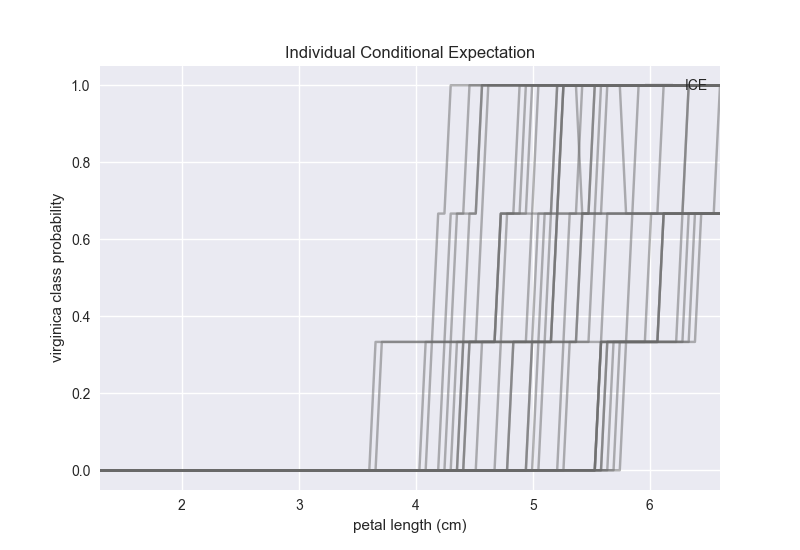 Individual Conditional Expectation
1.0
ICE
0.8
0.6
0.4
0.2
0.0
virginica class probability
2 3 4 5 6
petal length (cm)